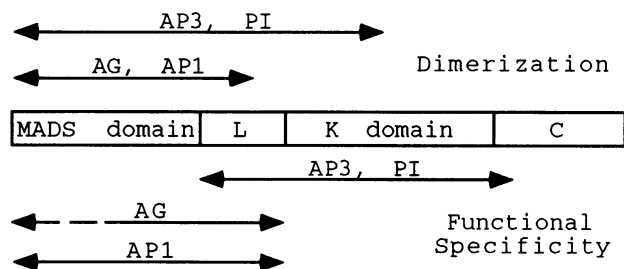 AP3, PI
AG, AP1
Dimerization
MADS domain L K domain C
AP3, PI
AG
AP1
Functional
Specificity